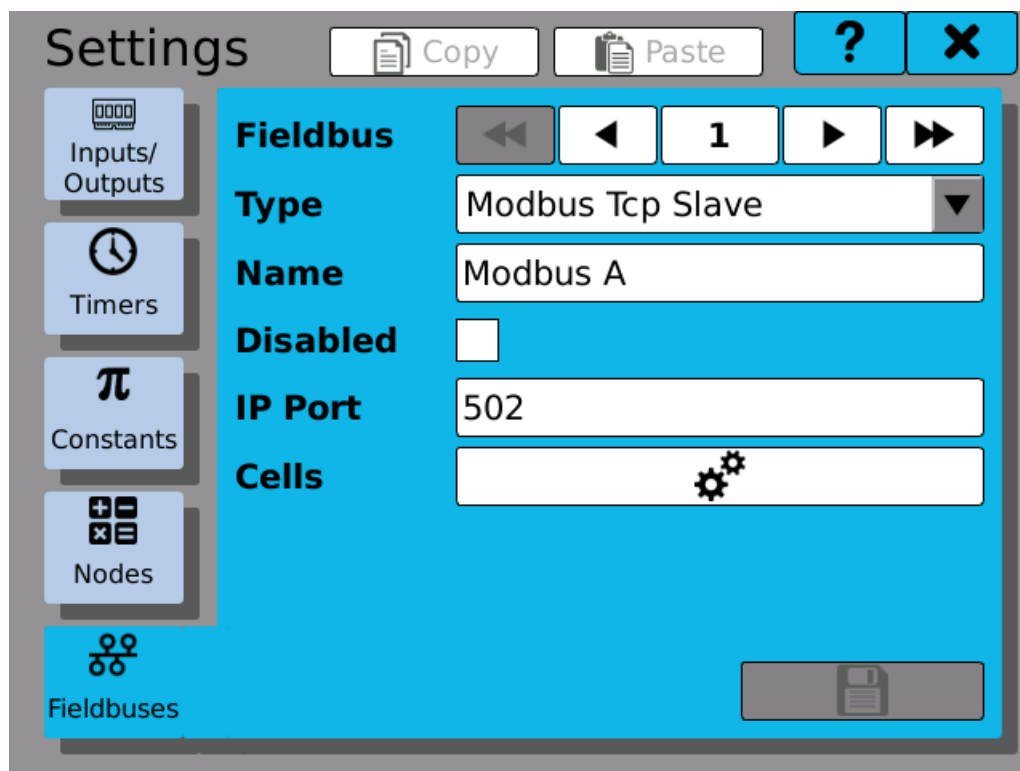 Settings
Copy
Paste
?
Inputs/
Outputs
Timers
Constants
Nodes
Fieldbuses
Fieldbus
1
Type
Modbus Tcp Slave
Name
Modbus A
Disabled
IP Port
502
Cells